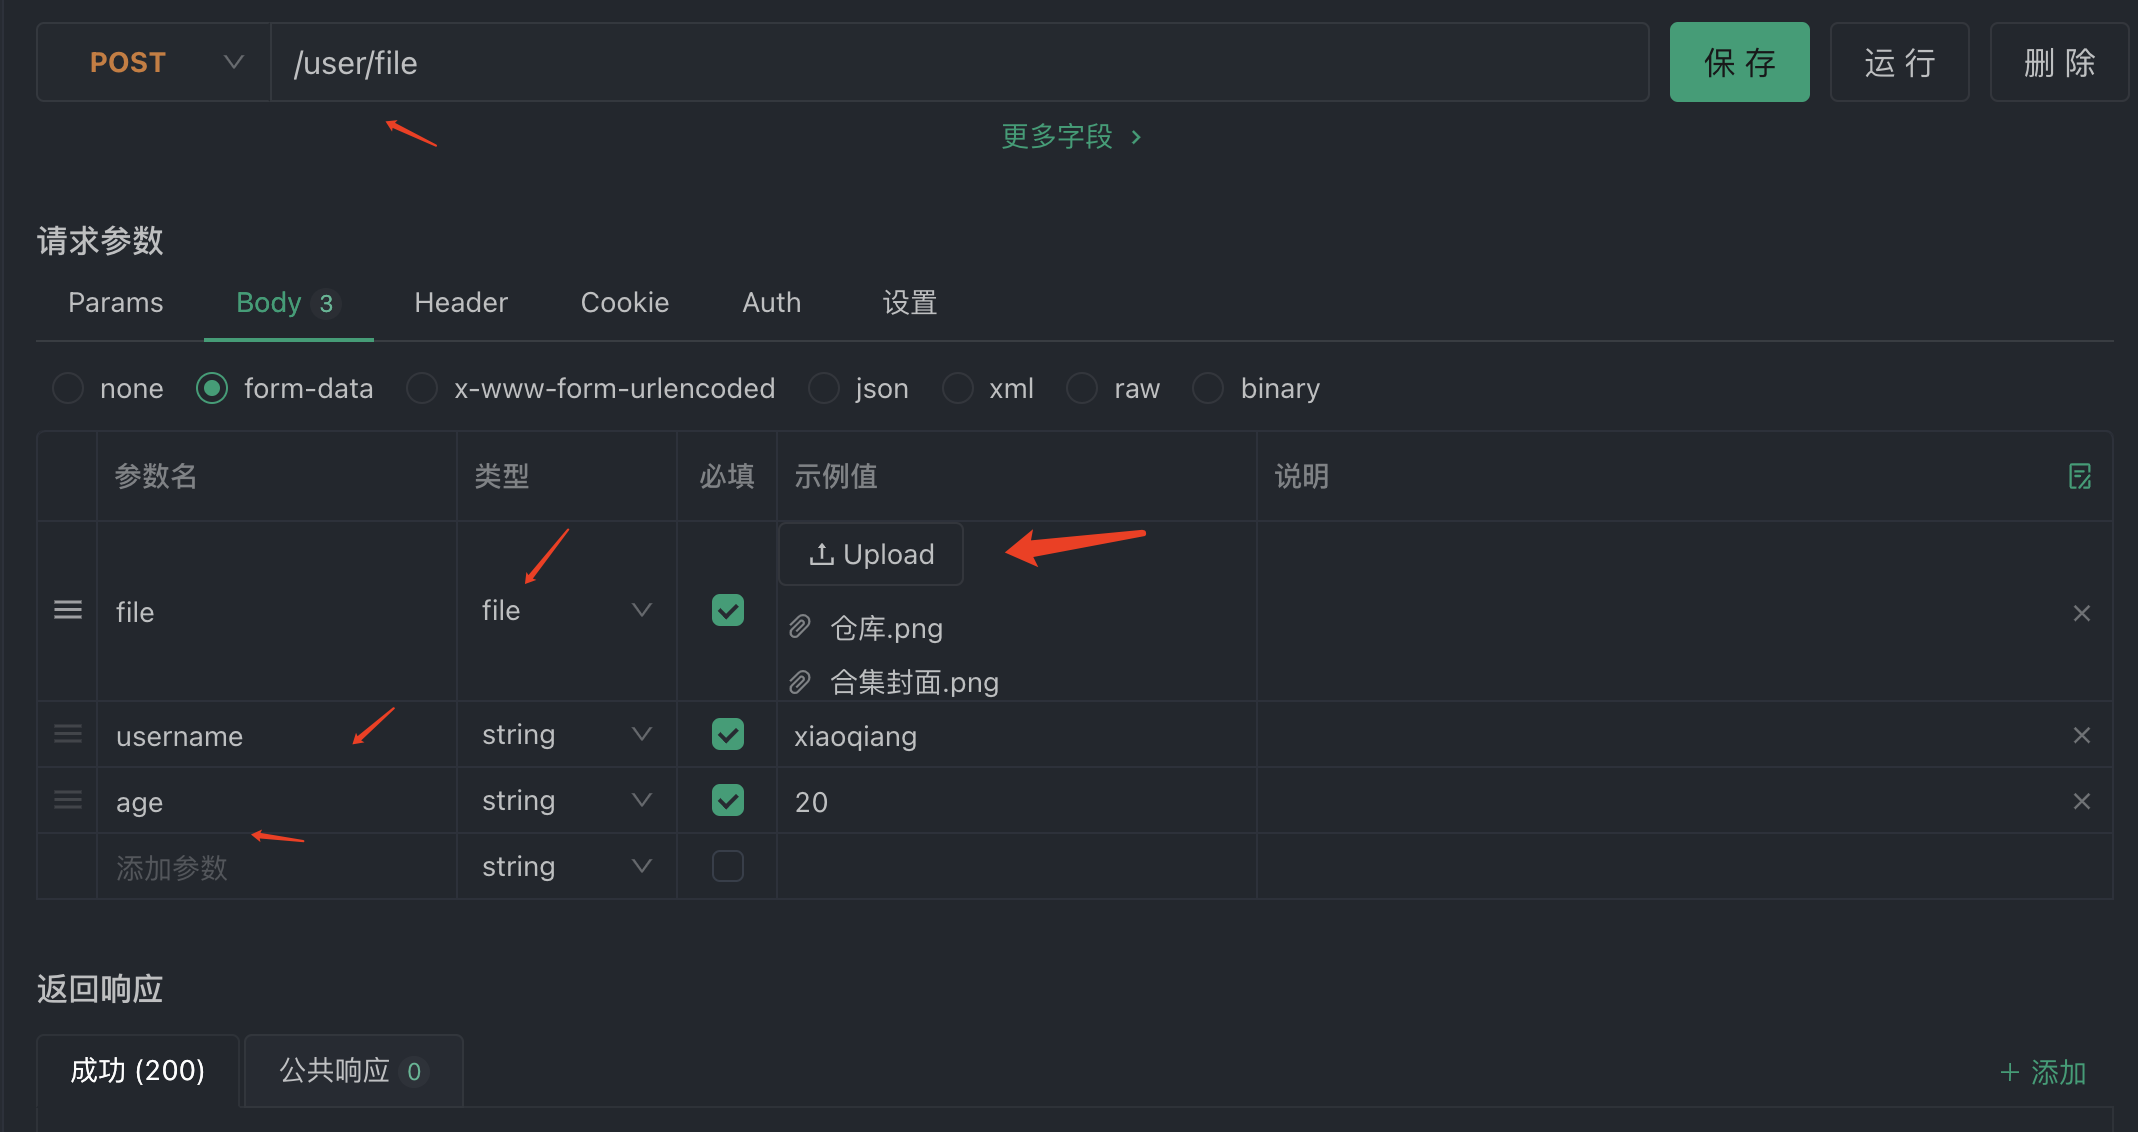 POST /user/file 保 存 运 行 删 除
更多字段
请求参数
Params Body 3 Header Cookie Auth 设置
none form-data x-www-form-urlencoded json xml raw binary
参数名 类型 必填 示例值 说明
Upload
file file
仓库.png
合集封面.png
username string xiaoqiang
age string 20
添加参数 string
返回响应
成功 (200) 公共响应 0 + 添加